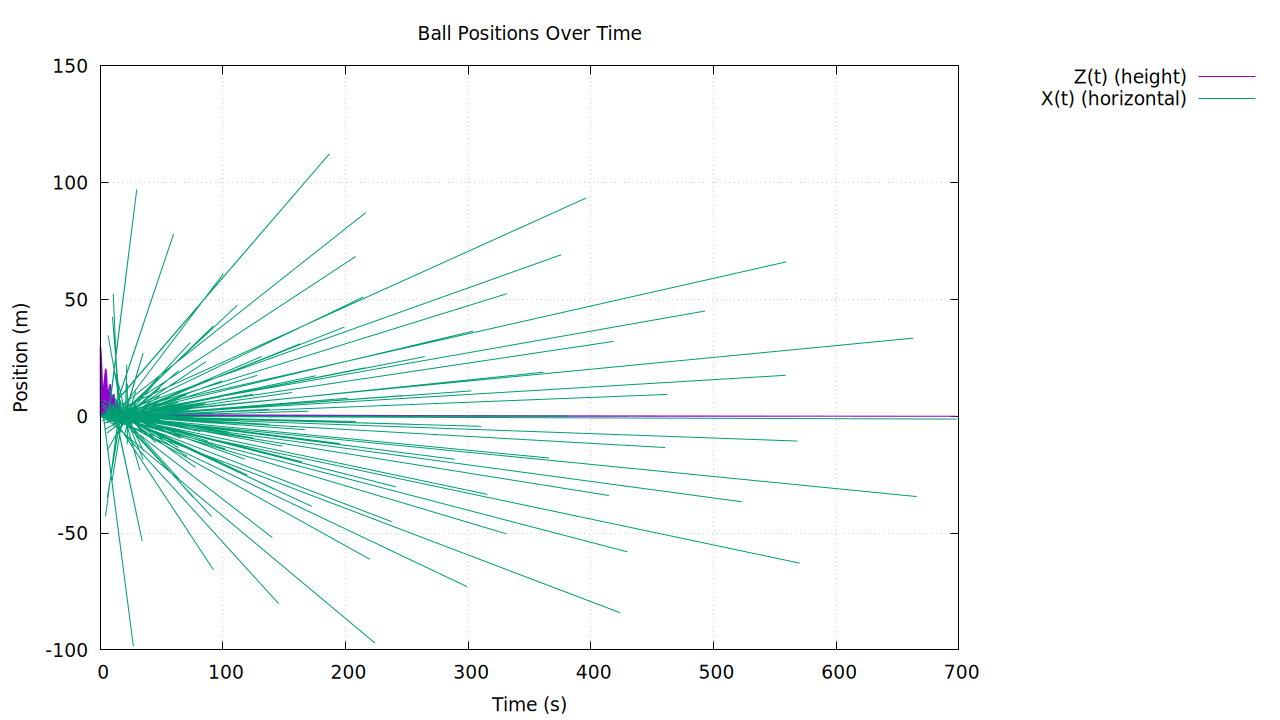 Ball Positions Over Time
150
100
50
0
-50
-100
Position (m)
0 100 200 300 400 500 600 700
Time (s)
Z(t) (height)
X(t) (horizontal)